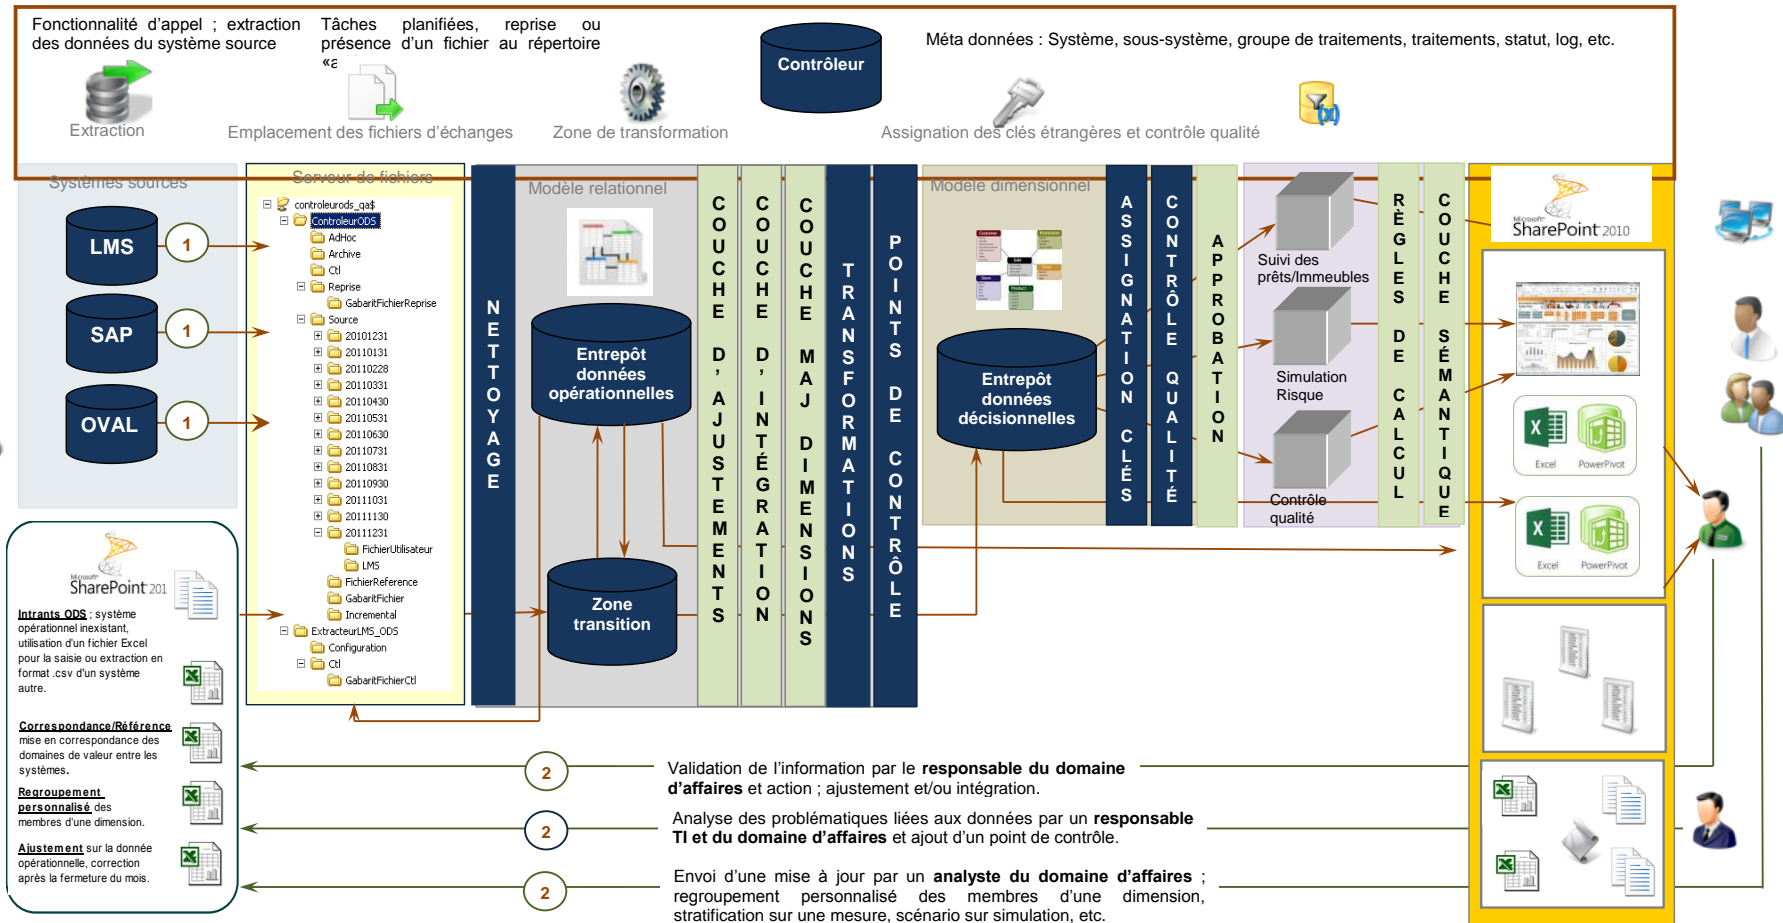 Fonctionnalité d'appel ; extraction
des données du système source
Tâches planifiées, reprise ou
présence d'un fichier au répertoire
Contrôleur
Méta données : Système, sous-système, groupe de traitements, traitements, statut, log, etc.
Extraction
Emplacement des fichiers d'échanges
Zone de transformation
Assignation des clés étrangères et contrôle qualité
Systèmes sources
LMS
1
SAP
1
OVAL
1
Serveur de fichiers
controleurods_qa$
ControleurODS
AdHoc
Archive
Ctl
Reprise
GabaritFichierReprise
Source
20101231
20110131
20110228
20110331
20110430
20110531
20110630
20110731
20110831
20110930
20111031
20111130
20111231
FichierUtilisateur
LMS
FichierReference
GabaritFichier
Incremental
ExtracteurLMS_ODS
Configuration
Ctl
GabaritFichierCtl
NETTOYAGE
Modèle relationnel
Entrepôt
données
opérationnelles
Zone
transition
COUCHE D'AJUSTEMENTS
COUCHE D'INTÉGRATION
COUCHE MAJ DIMENSIONS
TRANSFORMATIONS
POINTS DE CONTRÔLE
Modèle dimensionnel
Entrepôt
données
décisionnelles
ASSIGNATION CLÉS
CONTRÔLE QUALITÉ
APPROBATION
Suivi des
prêts/Immeubles
Simulation
Risque
Contrôle
qualité
RÈGLES DE CALCUL
COUCHE SÉMANTIQUE
Microsoft
SharePoint 2010
Excel
PowerPivot
Excel
PowerPivot
Microsoft
SharePoint 201
Intrants ODS ; système
opérationnel inexistant,
utilisation d'un fichier Excel
pour la saisie ou extraction en
format .csv d'un système
autre.
Correspondance/Référence
mise en correspondance des
domaines de valeur entre les
systèmes.
Regroupement
personnalisé des
membres d'une dimension.
Ajustement sur la donnée
opérationnelle, correction
après la fermeture du mois.
2
Validation de l'information par le responsable du domaine
d'affaires et action ; ajustement et/ou intégration.
2
Analyse des problématiques liées aux données par un responsable
TI et du domaine d'affaires et ajout d'un point de contrôle.
2
Envoi d'une mise à jour par un analyste du domaine d'affaires ;
regroupement personnalisé des membres d'une dimension,
stratification sur une mesure, scénario sur simulation, etc.